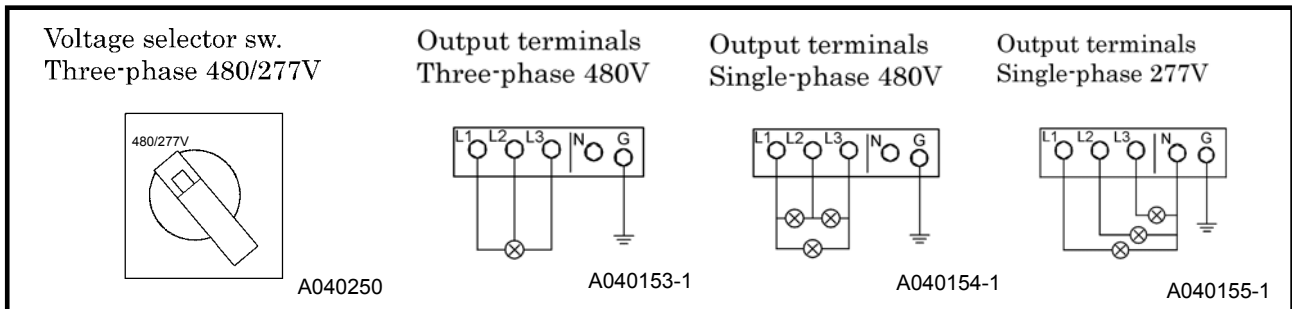 Voltage selector sw.
Three-phase 480/277V
480/277V
A040250
Output terminals
Three-phase 480V
L1 L2 L3 N G
A040153-1
Output terminals
Single-phase 480V
L1 L2 L3 N G
A040154-1
Output terminals
Single-phase 277V
L1 L2 L3 N G
A040155-1